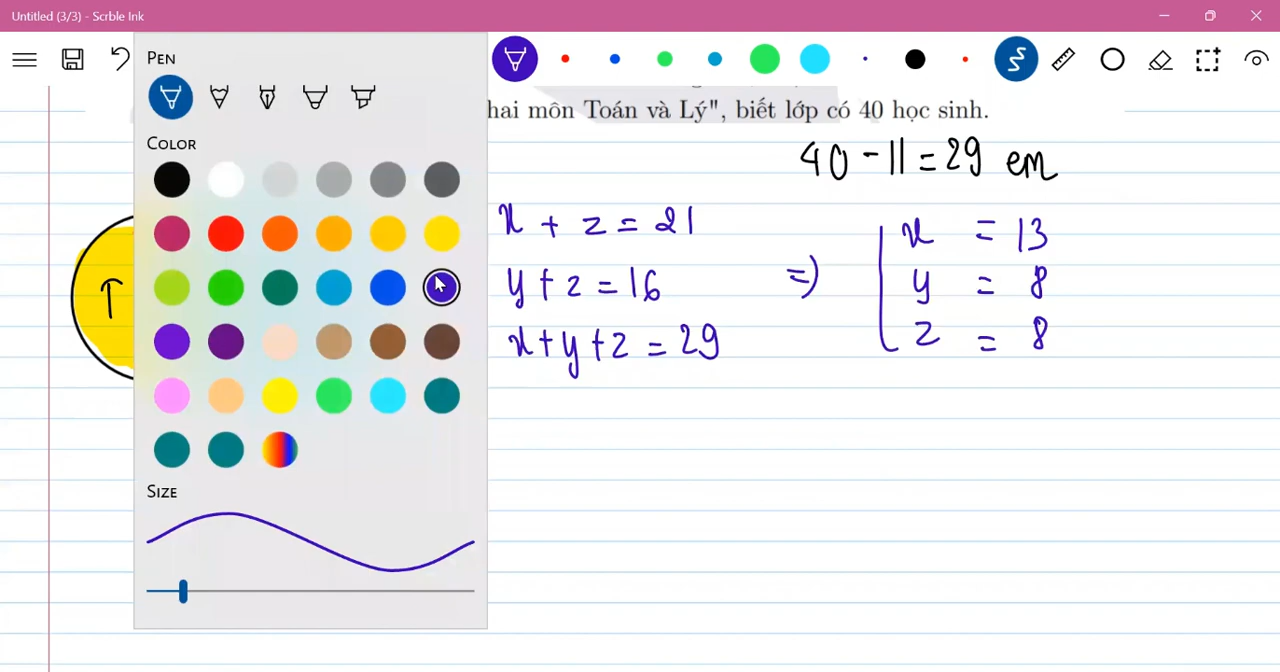 Untitled (3/3) - Scrble Ink
PEN
hai môn Toán và Lý", biết lớp có 40 học sinh.
COLOR
40 - 11 = 29 em
x + z = 21
y + z = 16
x + y + z = 29
=>
x = 13
y = 8
z = 8
T
SIZE